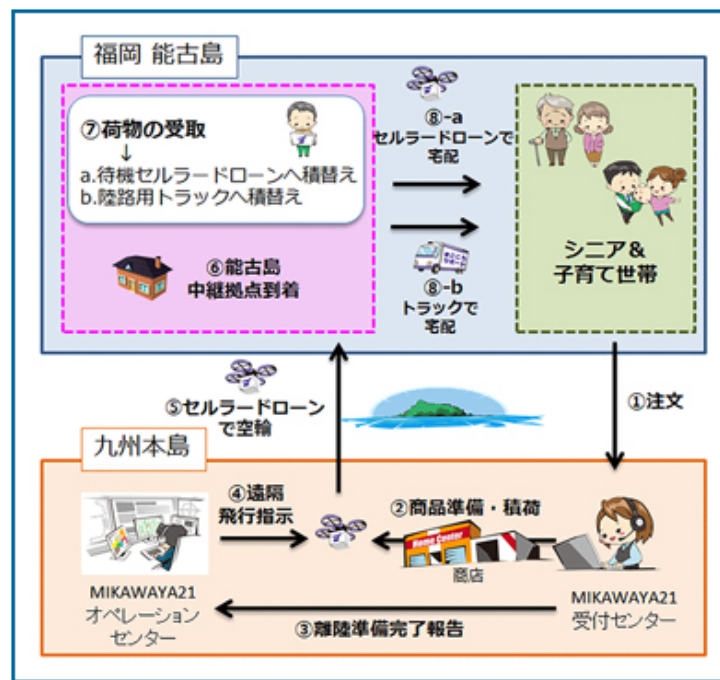 福岡 能古島
⑦荷物の受取
↓
a.待機セルラードローンへ積替え
b.陸路用トラックへ積替え
⑥能古島
中継拠点到着
⑧-a
セルラードローンで
宅配
⑧-b
トラックで
宅配
シニア&
子育て世帯
⑤セルラードローン
で空輸
①注文
九州本島
④遠隔
飛行指示
②商品準備・積荷
Home Center
商店
MIKAWAYA21
オペレーション
センター
MIKAWAYA21
受付センター
③離陸準備完了報告